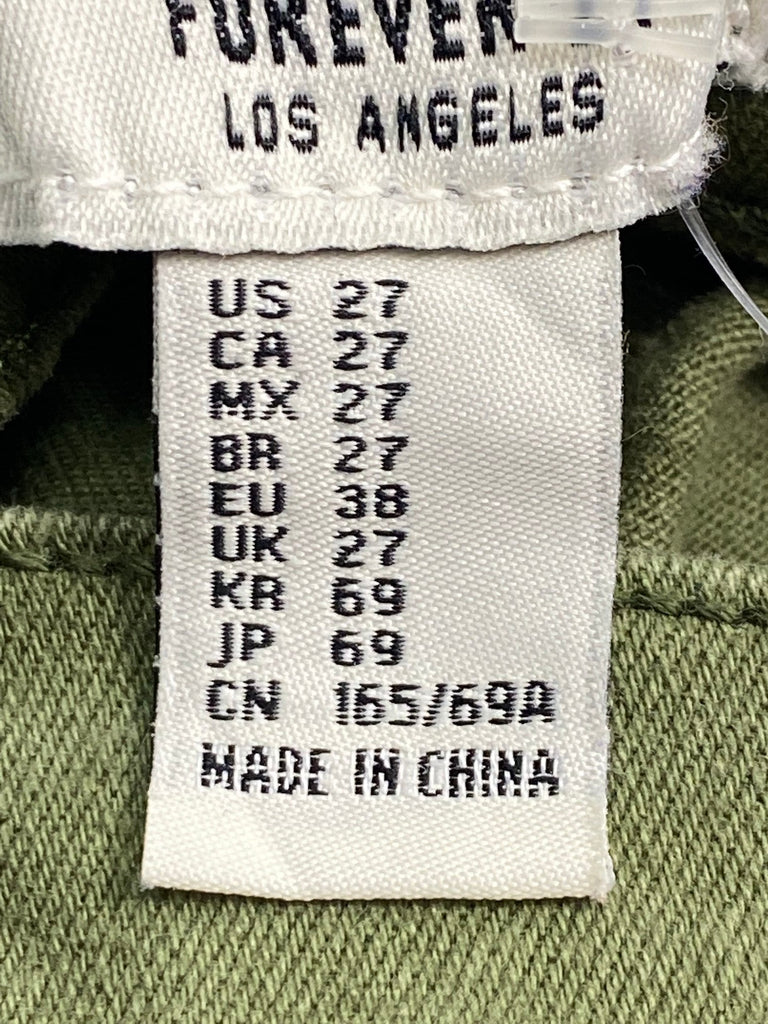 FOREVER
LOS ANGELES
US 27
CA 27
MX 27
BR 27
EU 38
UK 27
KR 69
JP 69
CN 165/69A
MADE IN CHINA